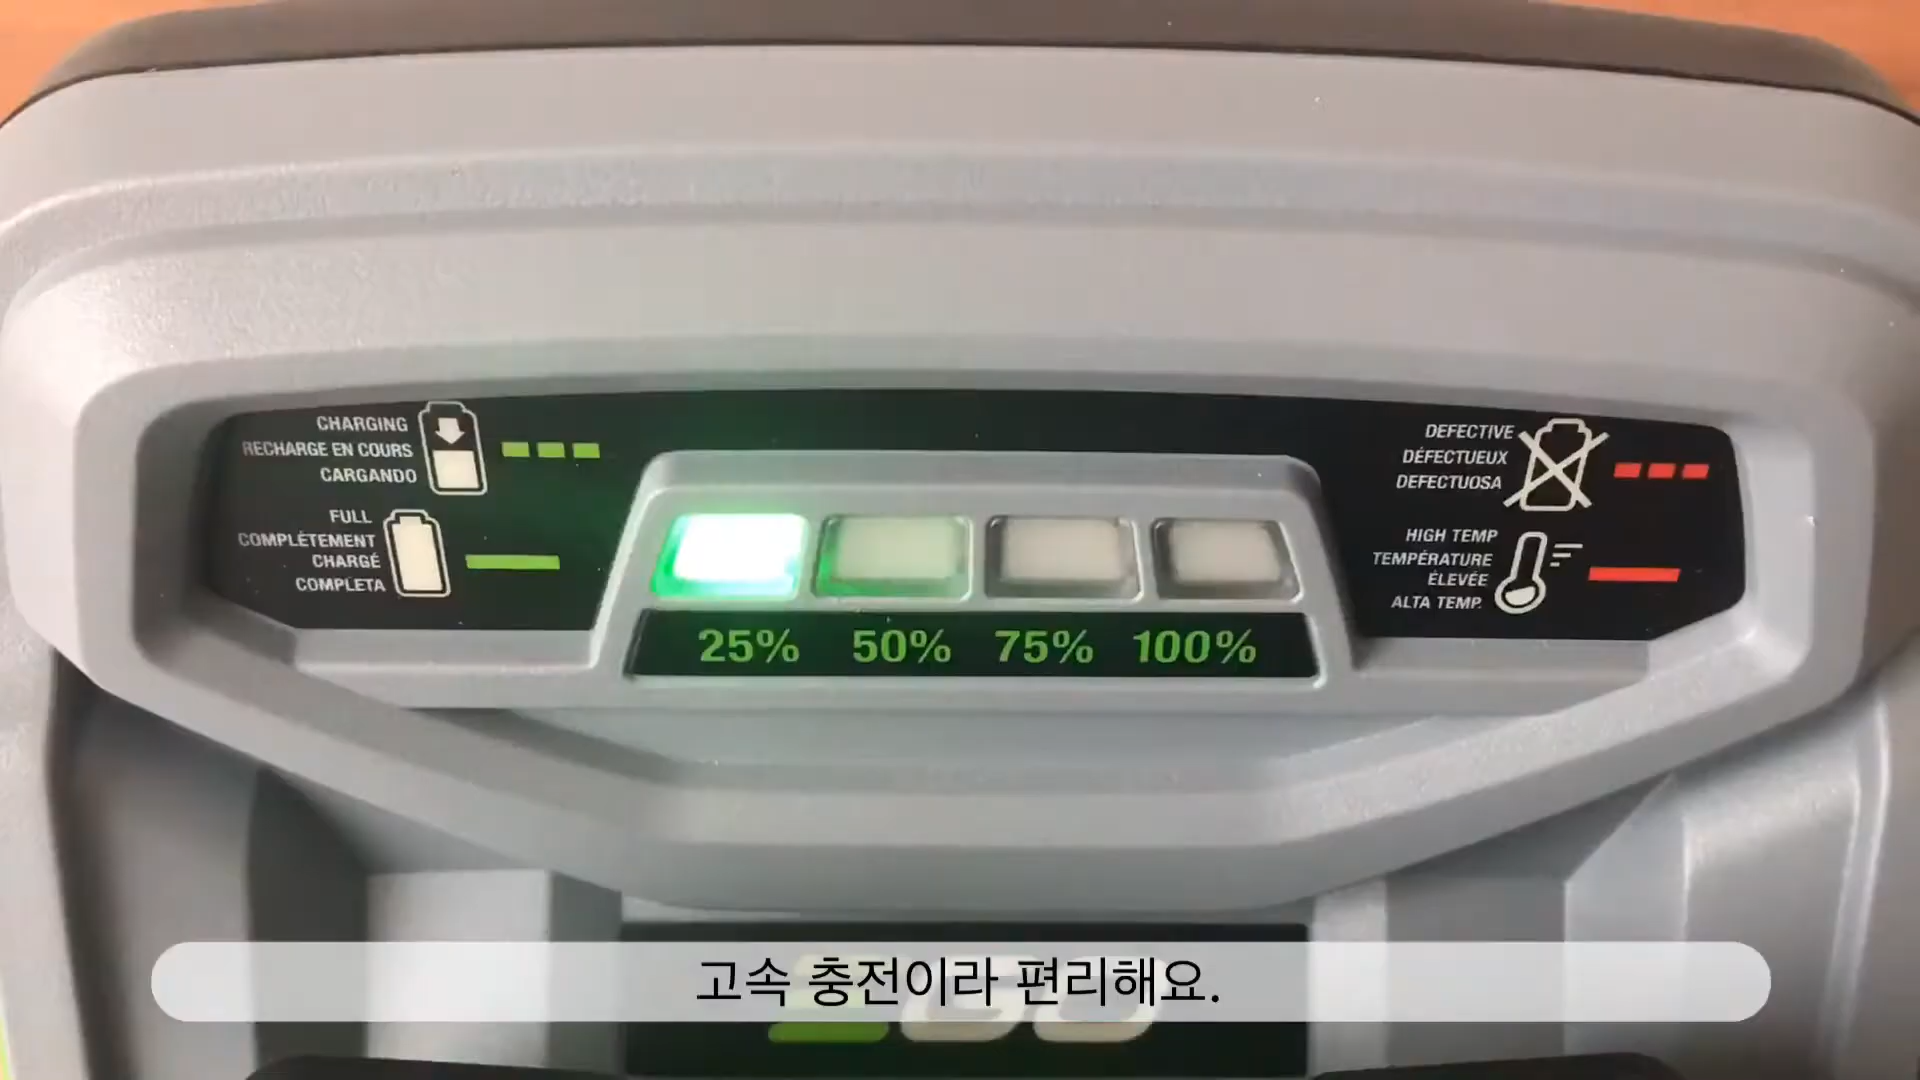 CHARGING
RECHARGE EN COURS
CARGANDO
FULL
COMPLÈTEMENT
CHARGÉ
COMPLETA
25% 50% 75% 100%
DEFECTIVE
DÉFECTUEUX
DEFECTUOSA
HIGH TEMP
TEMPÉRATURE
ÉLEVÉE
ALTA TEMP.
고속 충전이라 편리해요.